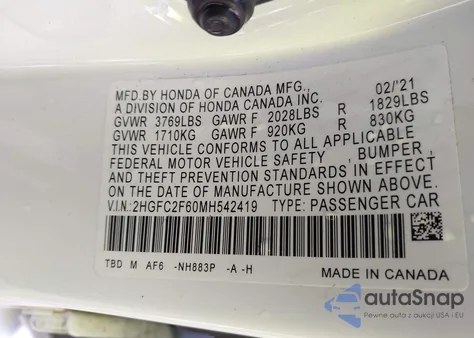 MFD.BY HONDA OF CANADA MFG., 02/'21
A DIVISION OF HONDA CANADA INC.
GVWR 3769LBS GAWR F 2028LBS R 1829LBS
GVWR 1710KG GAWR F 920KG R 830KG
THIS VEHICLE CONFORMS TO ALL APPLICABLE
FEDERAL MOTOR VEHICLE SAFETY , BUMPER ,
AND THEFT PREVENTION STANDARDS IN EFFECT
ON THE DATE OF MANUFACTURE SHOWN ABOVE.
V.I.N.:2HGFC2F60MH542419 TYPE:PASSENGER CAR
TBD M AF6 -NH883P -A -H
MADE IN CANADA
autoSnap
Pewne auto z aukcji USA i EU